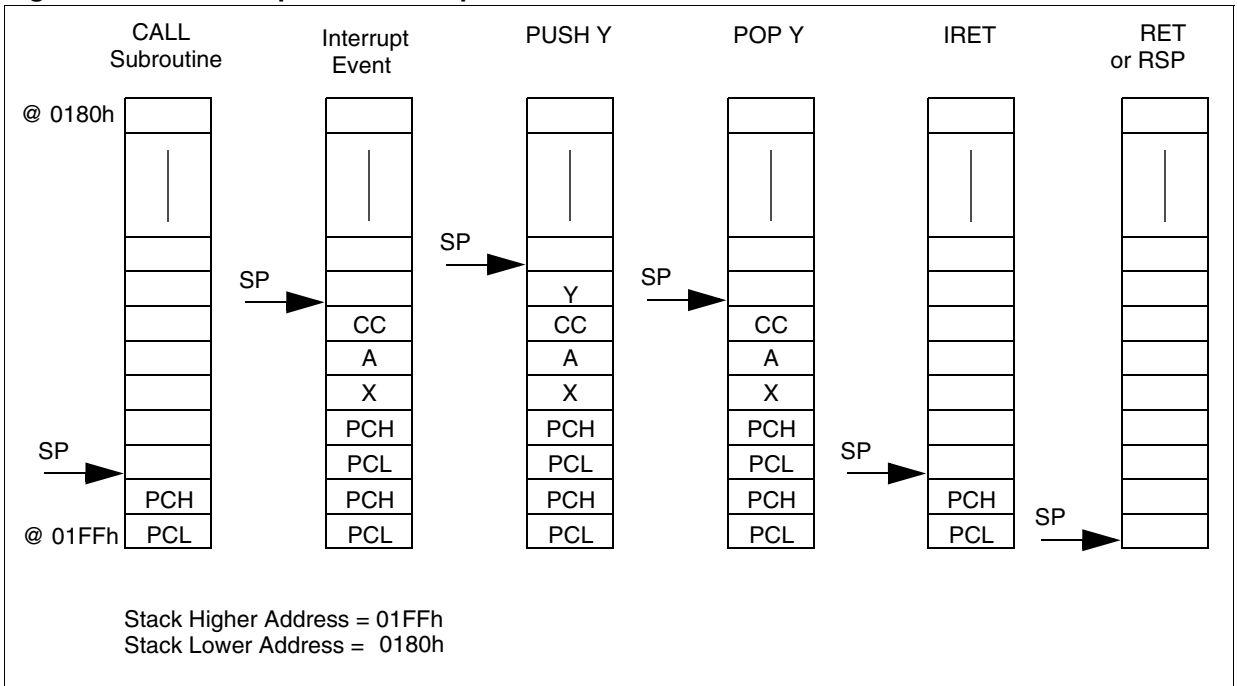 CALL
Subroutine
Interrupt
Event
PUSH Y
POP Y
IRET
RET
or RSP
@ 0180h
SP
SP
SP
Y
CC
CC
CC
A
A
A
X
X
X
PCH
PCH
PCH
SP
SP
PCL
PCL
PCL
PCH
PCH
PCH
PCH
PCH
SP
@ 01FFh
PCL
PCL
PCL
PCL
PCL
Stack Higher Address = 01FFh
Stack Lower Address = 0180h